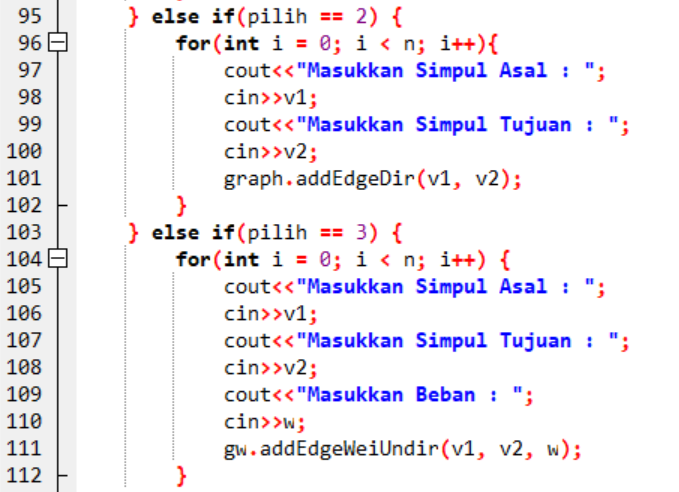 95 } else if(pilih == 2) {
96 for(int i = 0; i < n; i++){
97 cout<<"Masukkan Simpul Asal : ";
98 cin>>v1;
99 cout<<"Masukkan Simpul Tujuan : ";
100 cin>>v2;
101 graph.addEdgeDir(v1, v2);
102 }
103 } else if(pilih == 3) {
104 for(int i = 0; i < n; i++) {
105 cout<<"Masukkan Simpul Asal : ";
106 cin>>v1;
107 cout<<"Masukkan Simpul Tujuan : ";
108 cin>>v2;
109 cout<<"Masukkan Beban : ";
110 cin>>w;
111 gw.addEdgeWeiUndir(v1, v2, w);
112 }